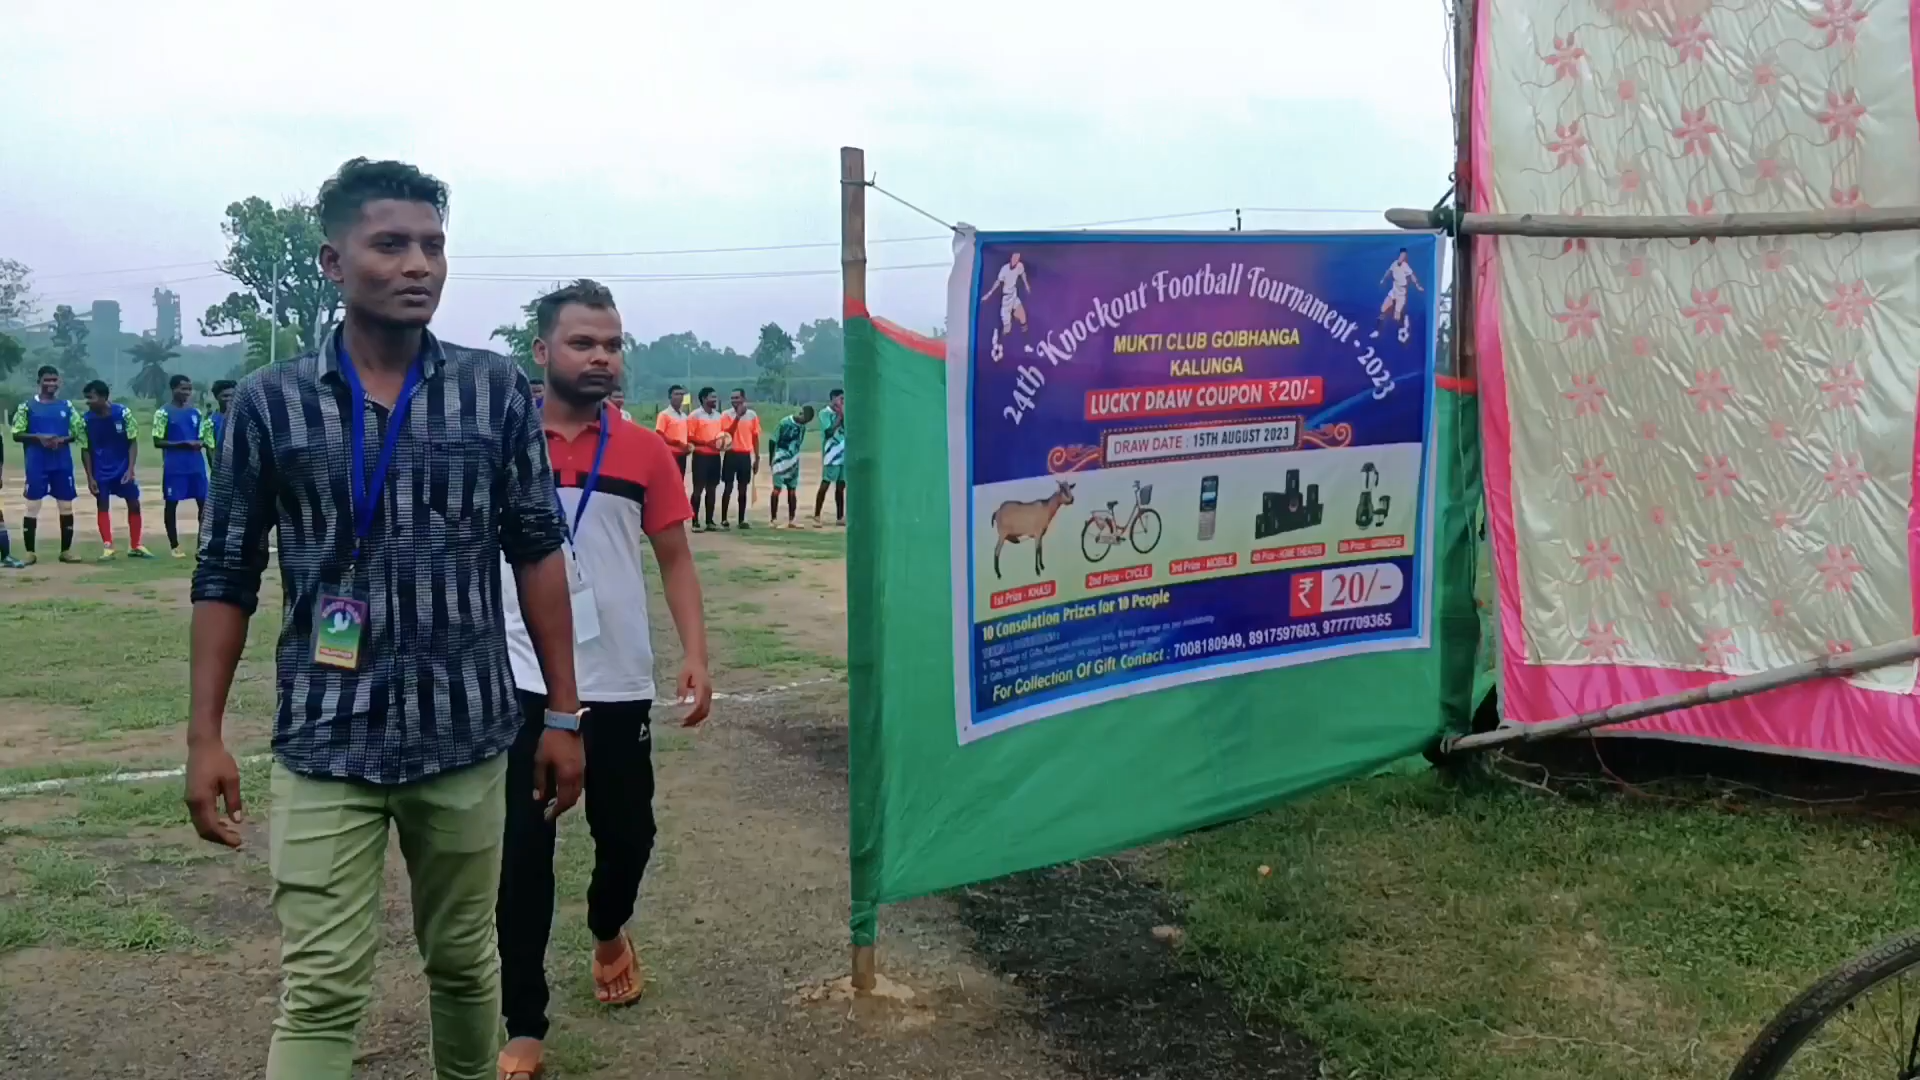 24th Knockout Football Tournament - 2023
MUKTI CLUB GOIBHANGA
KALUNGA
LUCKY DRAW COUPON ₹20/-
DRAW DATE : 15TH AUGUST 2023
1st Prize - KHASI
2nd Prize - CYCLE
3rd Prize - MOBILE
4th Prize - HOME THEATER
5th Prize - GRINDER
₹ 20/-
10 Consolation Prizes for 10 People
For Collection Of Gift Contact : 7008180949, 8917597603, 9777709365